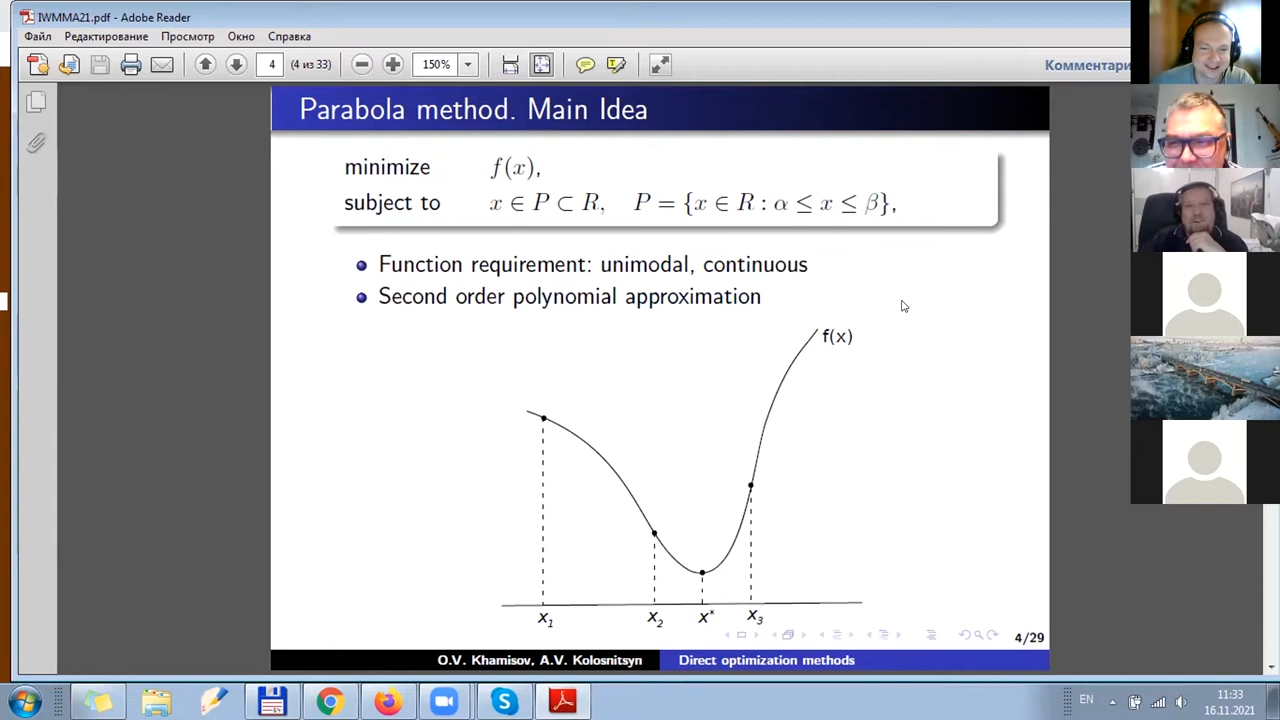 IWMMA21.pdf - Adobe Reader
Файл Редактирование Просмотр Окно Справка
4 (4 из 33) 150% Комментари
Parabola method. Main Idea
minimize f(x),
subject to x ∈ P ⊂ R, P = {x ∈ R : α ≤ x ≤ β},
Function requirement: unimodal, continuous
Second order polynomial approximation
f(x)
x₁ x₂ x* x₃
4/29
O.V. Khamisov, A.V. Kolosnitsyn Direct optimization methods
EN 11:33
16.11.2021